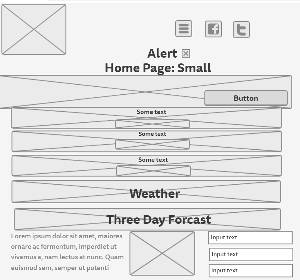 Alert
Home Page: Small
Button
Some text
Some text
Some text
Weather
Three Day Forcast
Lorem ipsum dolor sit amet, maiores
ornare ac fermentum, imperdiet ut
vivamus a, nam lectus at nunc. Quam
euismod sem, semper ut potenti
Input text
Input text
Input text